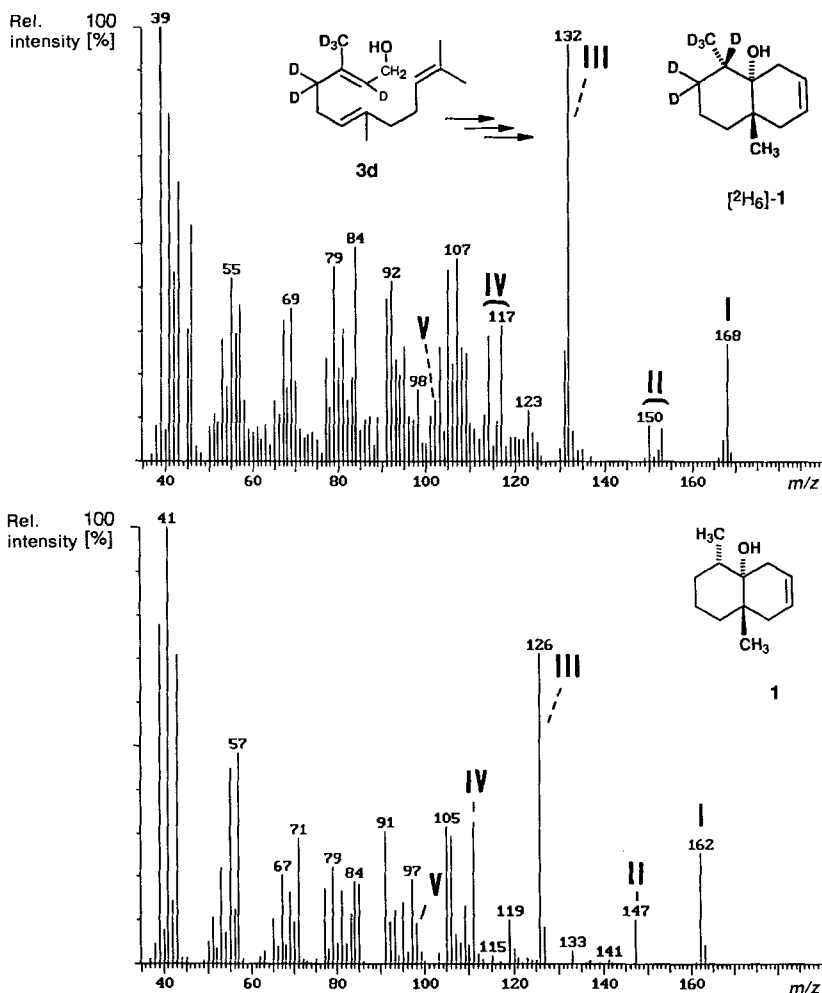 Rel.
intensity [%]
100
39
132
III
D₃C
HO
CH₂
D
D
D
3d
D₃C
D
OH
D
D
CH₃
[²H₆]-1
55
69
79
84
92
98
V
107
IV
117
123
II
150
I
168
40 60 80 100 120 140 160 m/z
Rel.
intensity [%]
100
41
H₃C
OH
CH₃
1
126
III
57
67
71
79
84
91
97
V
105
IV
115
119
133
141
II
147
I
162
40 60 80 100 120 140 160 m/z